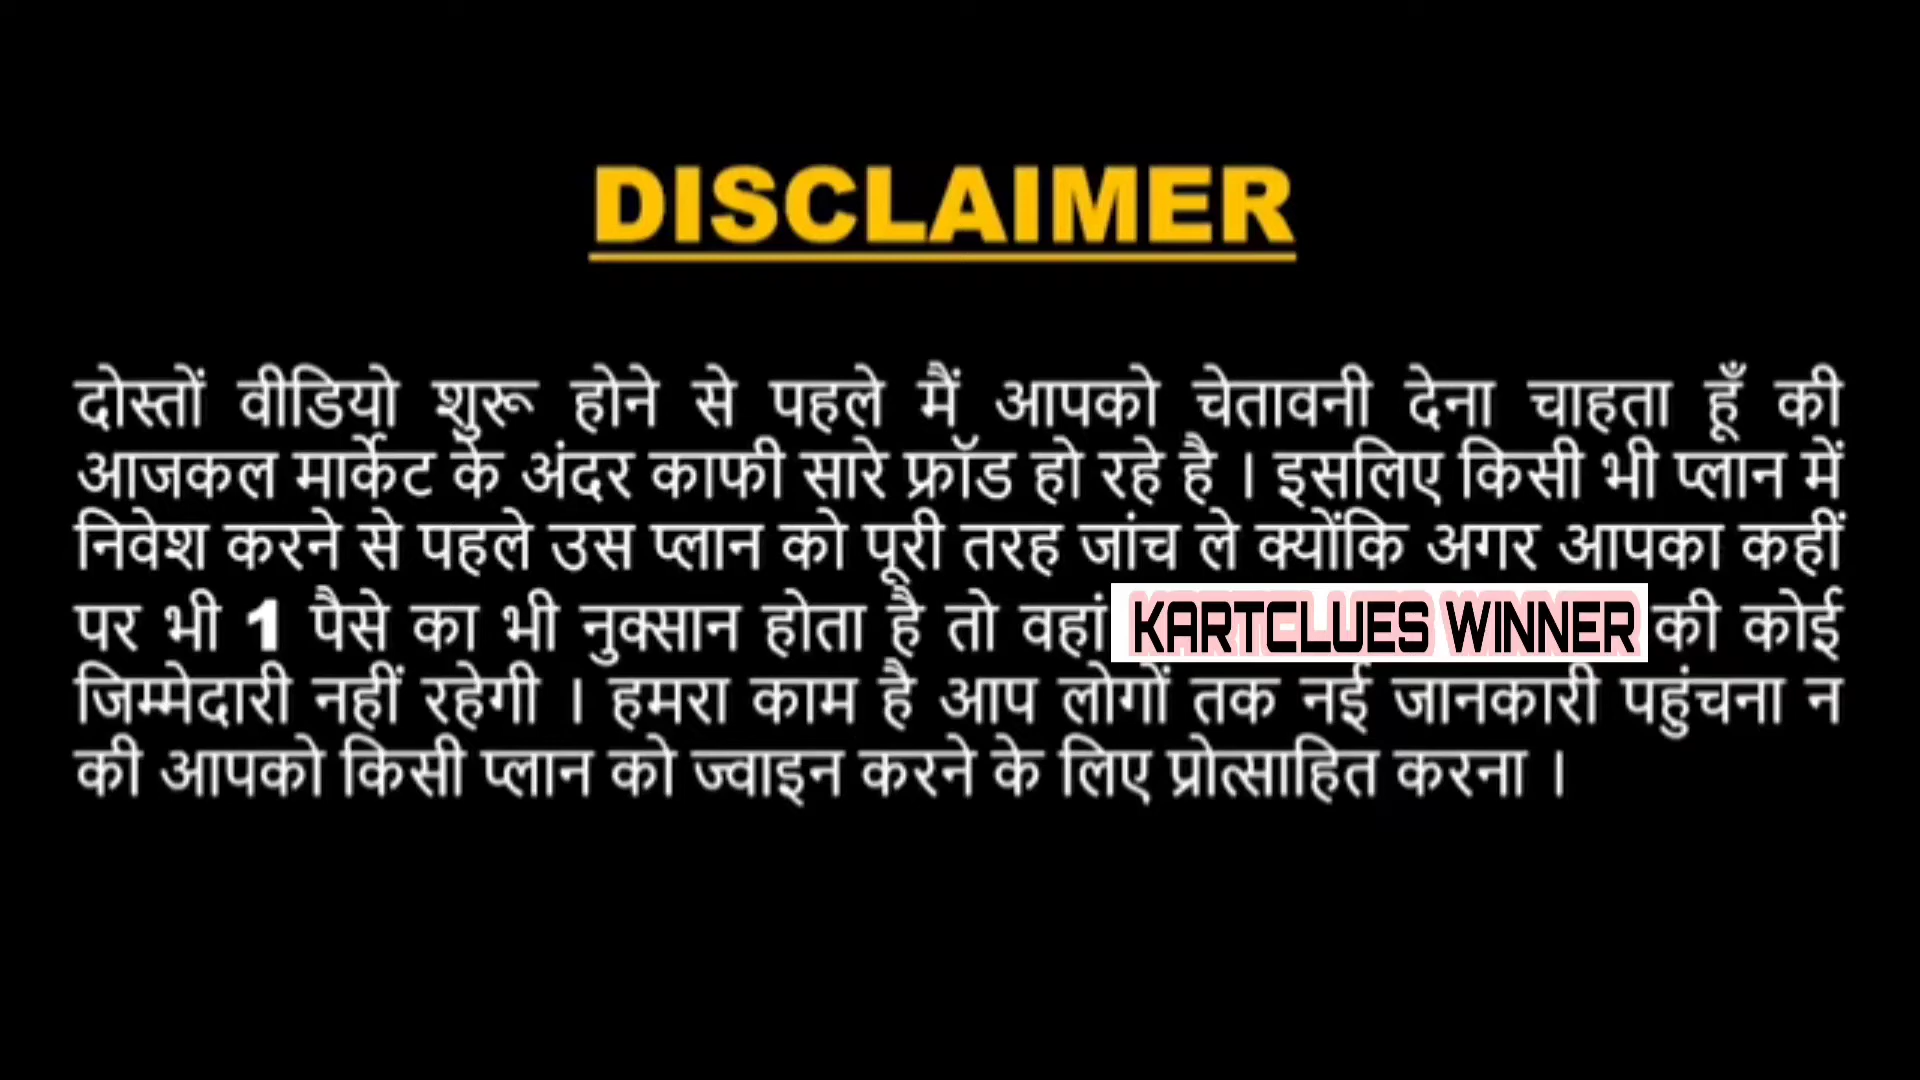 DISCLAIMER
दोस्तों वीडियो शुरू होने से पहले मैं आपको चेतावनी देना चाहता हूँ की
आजकल मार्केट के अंदर काफी सारे फ्रॉड हो रहे है । इसलिए किसी भी प्लान में
निवेश करने से पहले उस प्लान को पूरी तरह जांच ले क्योंकि अगर आपका कहीं
पर भी 1 पैसे का भी नुक्सान होता है तो वहां KARTCLUES WINNER की कोई
जिम्मेदारी नहीं रहेगी । हमरा काम है आप लोगों तक नई जानकारी पहुंचना न
की आपको किसी प्लान को ज्वाइन करने के लिए प्रोत्साहित करना ।